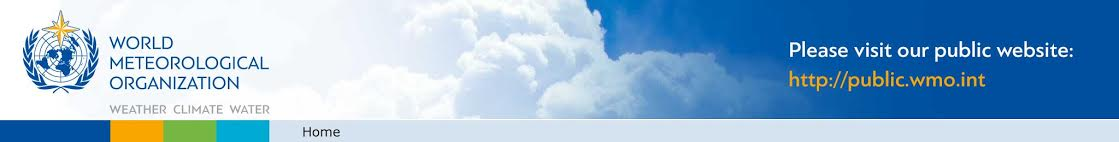 WORLD
METEOROLOGICAL
ORGANIZATION
WEATHER CLIMATE WATER
Please visit our public website:
http://public.wmo.int
Home